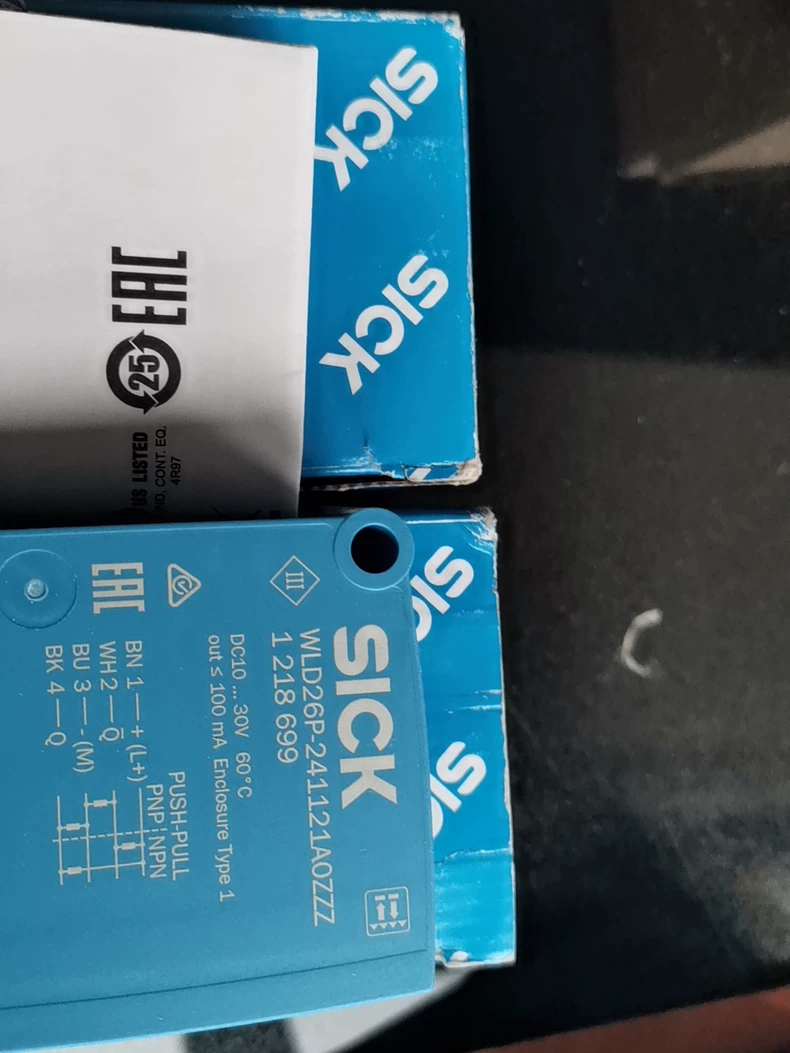 SICK
SICK
EAC
25
US LISTED
IND. CONT. EQ.
4R97
SICK
SICK
SICK
WLD26P-241121A0ZZZ
1 218 699
III
DC10 ... 30V 60°C
out ≤ 100 mA Enclosure Type 1
EAC
PUSH-PULL
PNP NPN
BN 1 + (L+)
WH 2 Q̅
BU 3 - (M)
BK 4 Q